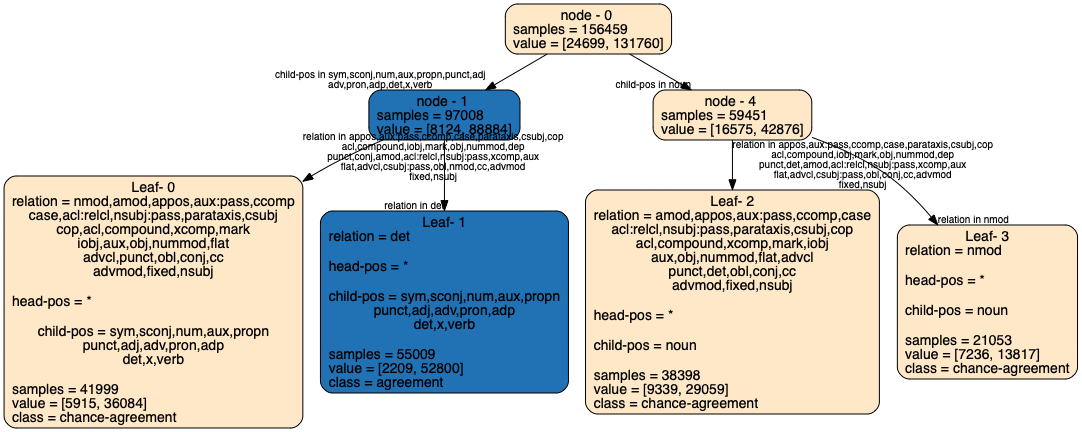 node - 0
samples = 156459
value = [24699, 131760]
child-pos in sym,sconj,num,aux,propn,punct,adj
adv,pron,adp,det,x,verb
child-pos in noun
node - 1
samples = 97008
value = [8124, 88884]
node - 4
samples = 59451
value = [16575, 42876]
relation in appos,aux:pass,ccomp,case,parataxis,csubj,cop
acl,compound,iobj,mark,obj,nummod,dep
punct,conj,amod,acl:relcl,nsubj:pass,xcomp,aux
flat,advcl,csubj:pass,obl,nmod,cc,advmod
fixed,nsubj
relation in det
relation in appos,aux:pass,ccomp,case,parataxis,csubj,cop
acl,compound,iobj,mark,obj,nummod,dep
punct,det,amod,acl:relcl,nsubj:pass,xcomp,aux
flat,advcl,csubj:pass,obl,conj,cc,advmod
fixed,nsubj
relation in nmod
Leaf- 0
relation = nmod,amod,appos,aux:pass,ccomp
case,acl:relcl,nsubj:pass,parataxis,csubj
cop,acl,compound,xcomp,mark
iobj,aux,obj,nummod,flat
advcl,punct,obl,conj,cc
advmod,fixed,nsubj
head-pos = *
child-pos = sym,sconj,num,aux,propn
punct,adj,adv,pron,adp
det,x,verb
samples = 41999
value = [5915, 36084]
class = chance-agreement
Leaf- 1
relation = det
head-pos = *
child-pos = sym,sconj,num,aux,propn
punct,adj,adv,pron,adp
det,x,verb
samples = 55009
value = [2209, 52800]
class = agreement
Leaf- 2
relation = amod,appos,aux:pass,ccomp,case
acl:relcl,nsubj:pass,parataxis,csubj,cop
acl,compound,xcomp,mark,iobj
aux,obj,nummod,flat,advcl
punct,det,obl,conj,cc
advmod,fixed,nsubj
head-pos = *
child-pos = noun
samples = 38398
value = [9339, 29059]
class = chance-agreement
Leaf- 3
relation = nmod
head-pos = *
child-pos = noun
samples = 21053
value = [7236, 13817]
class = chance-agreement